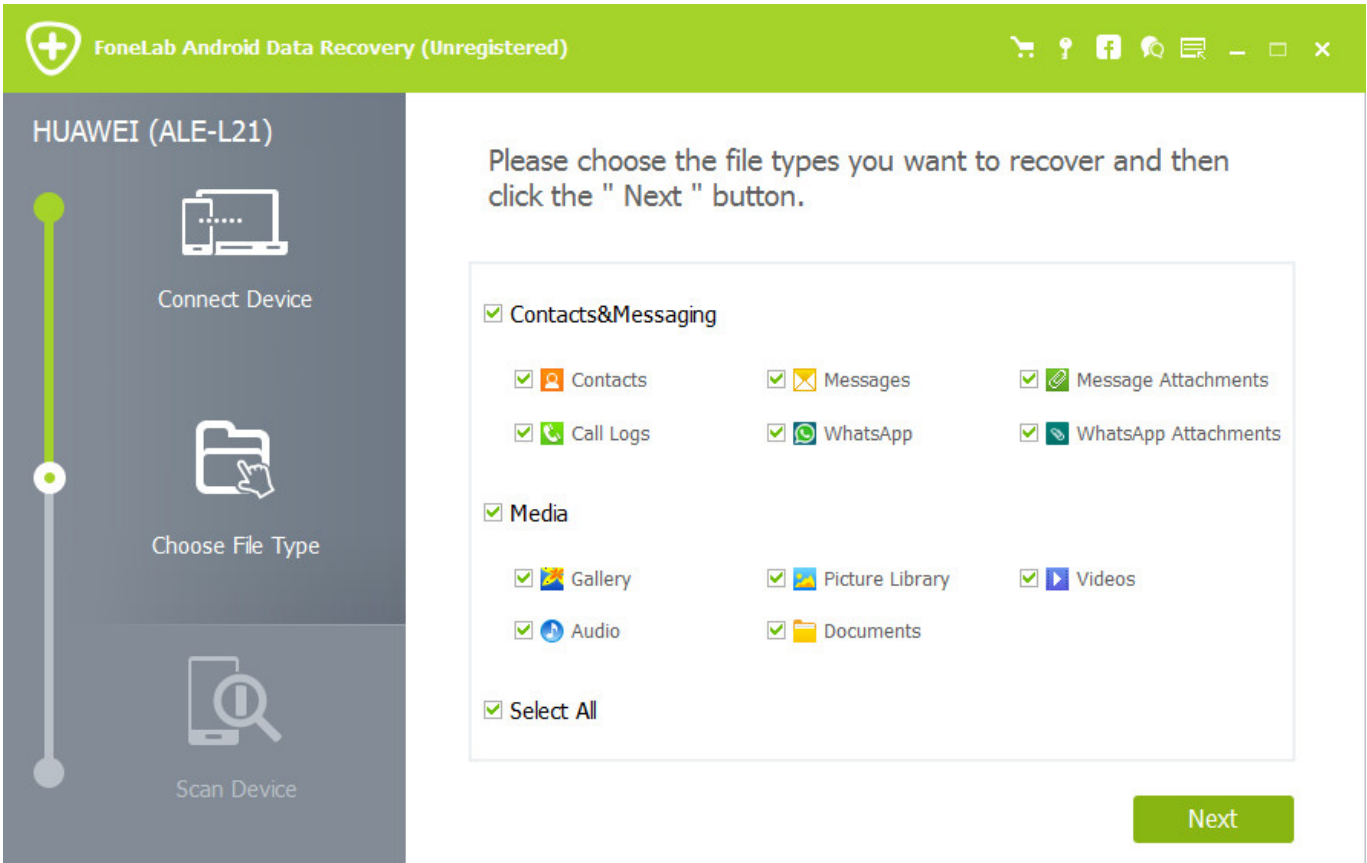 FoneLab Android Data Recovery (Unregistered)
HUAWEI (ALE-L21)
Connect Device
Choose File Type
Scan Device
Please choose the file types you want to recover and then
click the " Next " button.
Contacts&Messaging
Contacts Messages Message Attachments
Call Logs WhatsApp WhatsApp Attachments
Media
Gallery Picture Library Videos
Audio Documents
Select All
Next